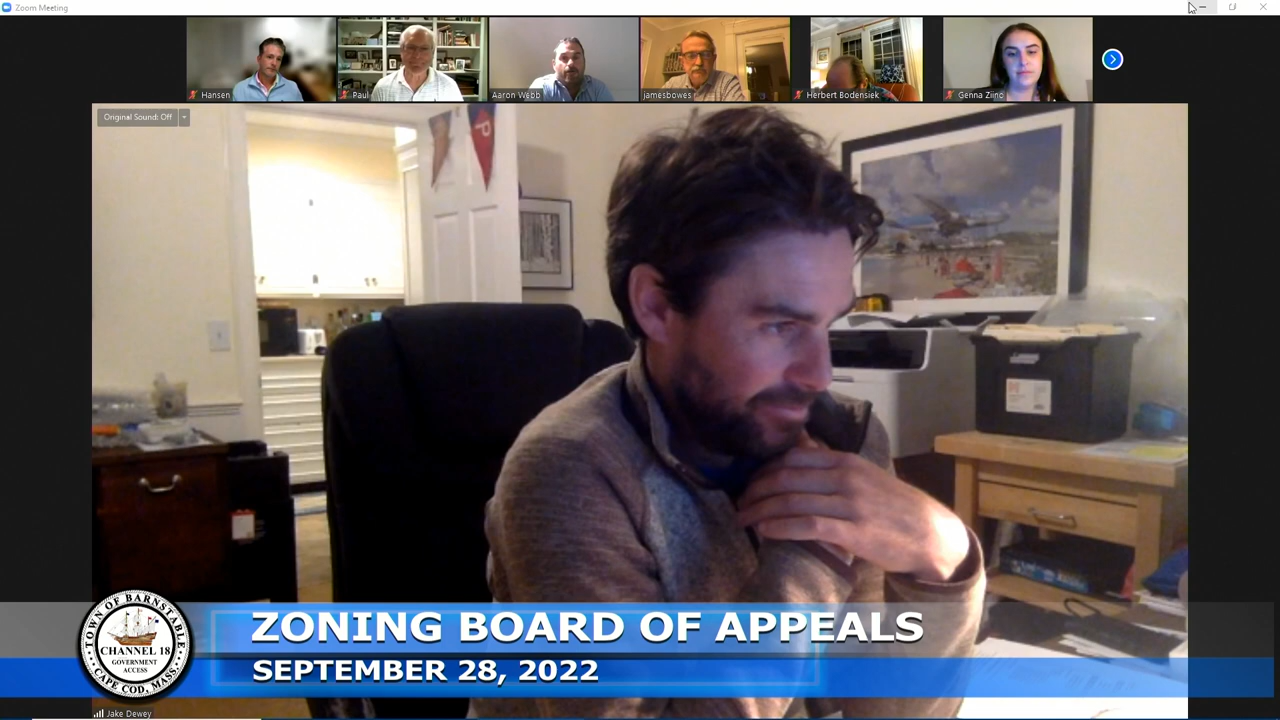 Zoom Meeting
Hansen
Paul
Aaron Webb
jamesbowes
Herbert Bodensiek
Genna Ziino
Original Sound: Off
P
TOWN OF BARNSTABLE
CHANNEL 18
GOVERNMENT
ACCESS
CAPE COD, MASS.
ZONING BOARD OF APPEALS
SEPTEMBER 28, 2022
Jake Dewey